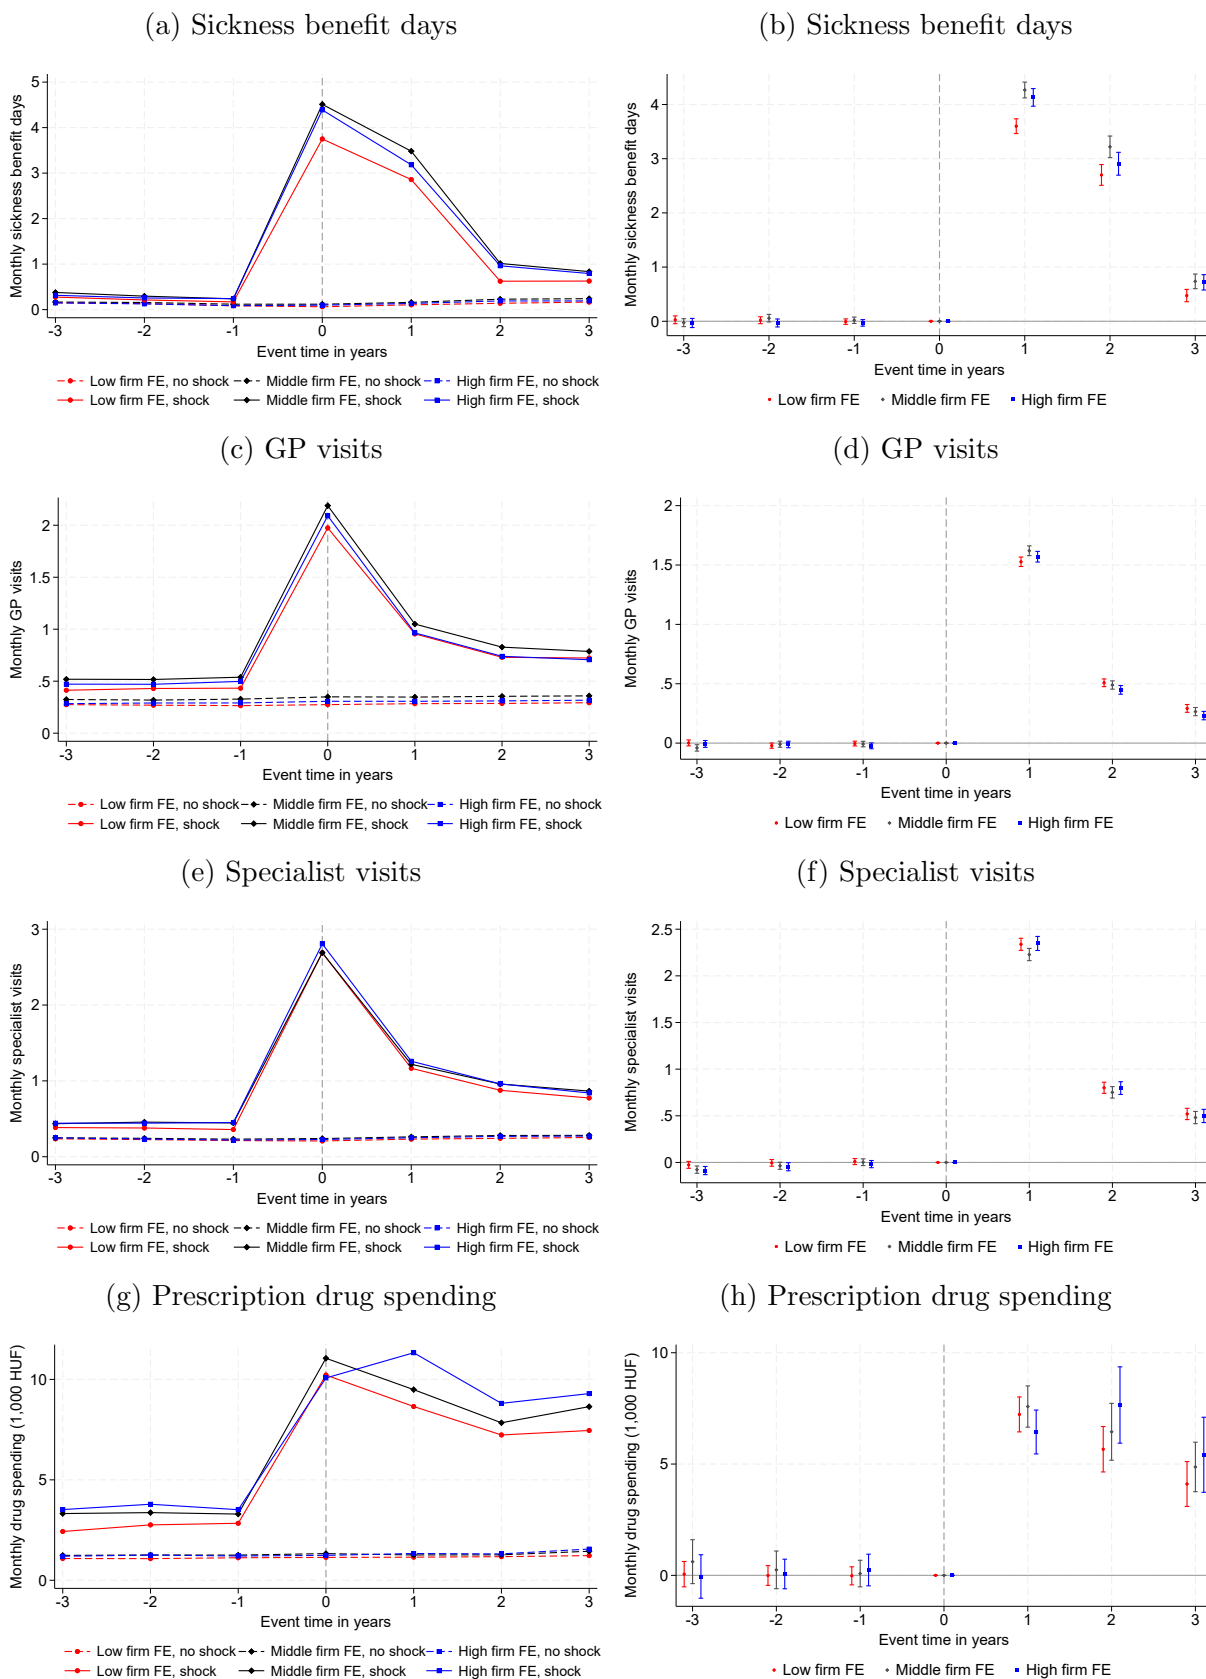 (a) Sickness benefit days
Monthly sickness benefit days
5
4
3
2
1
0
-3 -2 -1 0 1 2 3
Event time in years
Low firm FE, no shock Middle firm FE, no shock High firm FE, no shock
Low firm FE, shock Middle firm FE, shock High firm FE, shock
(b) Sickness benefit days
Monthly sickness benefit days
4
3
2
1
0
-3 -2 -1 0 1 2 3
Event time in years
Low firm FE Middle firm FE High firm FE
(c) GP visits
Monthly GP visits
2
1.5
1
.5
0
-3 -2 -1 0 1 2 3
Event time in years
Low firm FE, no shock Middle firm FE, no shock High firm FE, no shock
Low firm FE, shock Middle firm FE, shock High firm FE, shock
(d) GP visits
Monthly GP visits
2
1.5
1
.5
0
-3 -2 -1 0 1 2 3
Event time in years
Low firm FE Middle firm FE High firm FE
(e) Specialist visits
Monthly specialist visits
3
2
1
0
-3 -2 -1 0 1 2 3
Event time in years
Low firm FE, no shock Middle firm FE, no shock High firm FE, no shock
Low firm FE, shock Middle firm FE, shock High firm FE, shock
(f) Specialist visits
Monthly specialist visits
2.5
2
1.5
1
.5
0
-3 -2 -1 0 1 2 3
Event time in years
Low firm FE Middle firm FE High firm FE
(g) Prescription drug spending
Monthly drug spending (1,000 HUF)
10
5
0
-3 -2 -1 0 1 2 3
Event time in years
Low firm FE, no shock Middle firm FE, no shock High firm FE, no shock
Low firm FE, shock Middle firm FE, shock High firm FE, shock
(h) Prescription drug spending
Monthly drug spending (1,000 HUF)
10
5
0
-3 -2 -1 0 1 2 3
Event time in years
Low firm FE Middle firm FE High firm FE